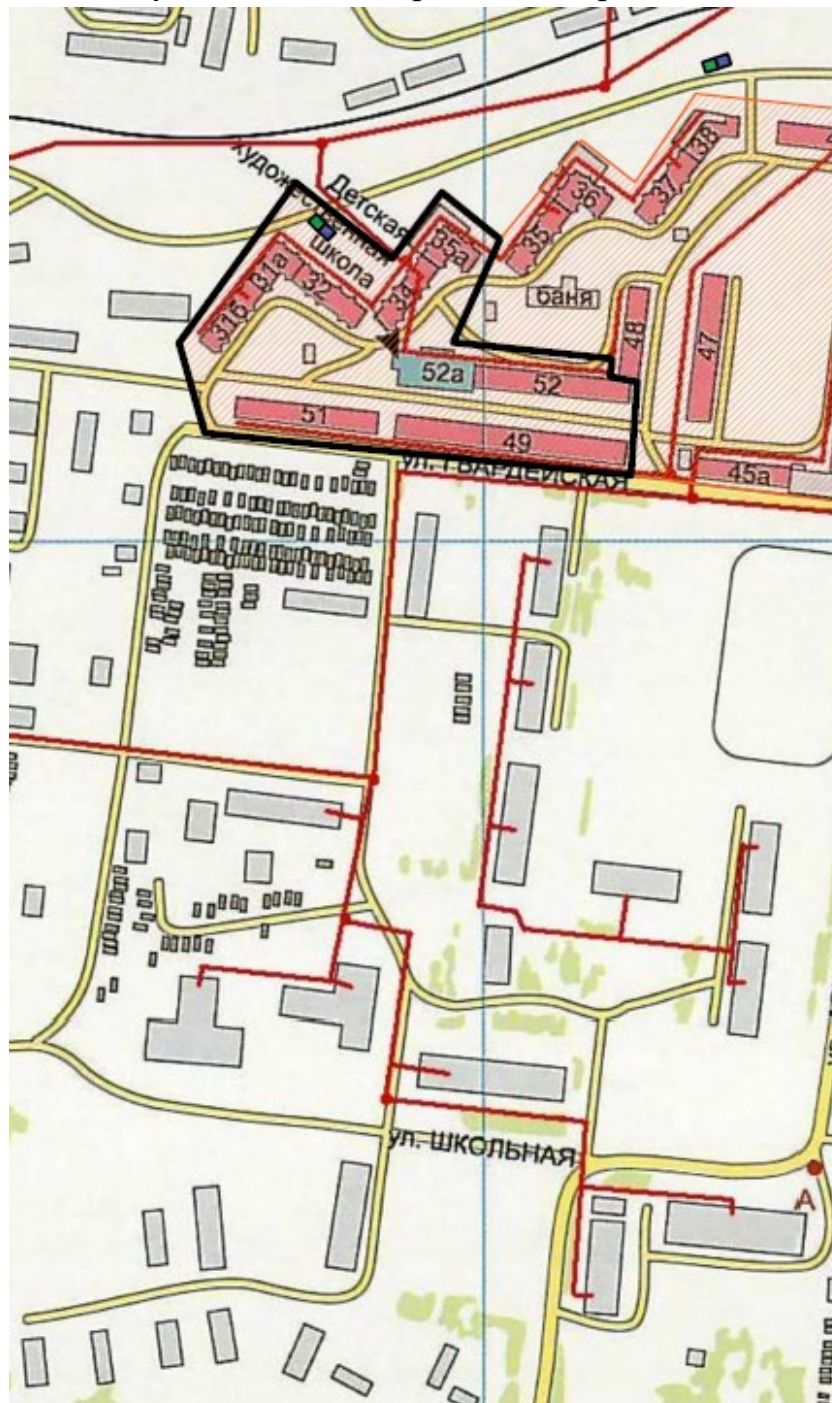 38
художественная
Детская
школа
37
36
35
35а
34
31а
32
31б
баня
48
47
52а
52
51
49
ул. ГВАРДЕЙСКАЯ
45а
ул. ШКОЛЬНАЯ
А